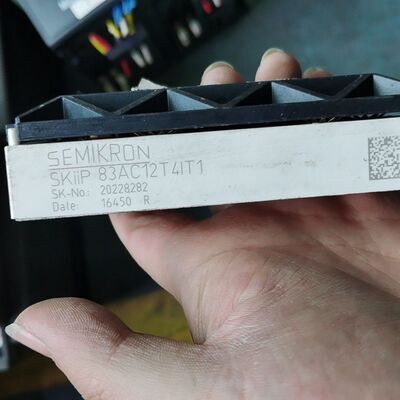 SEMIKRON
SKiiP 83AC12T4IT1
SK-No.: 20228282
Date: 16450 R